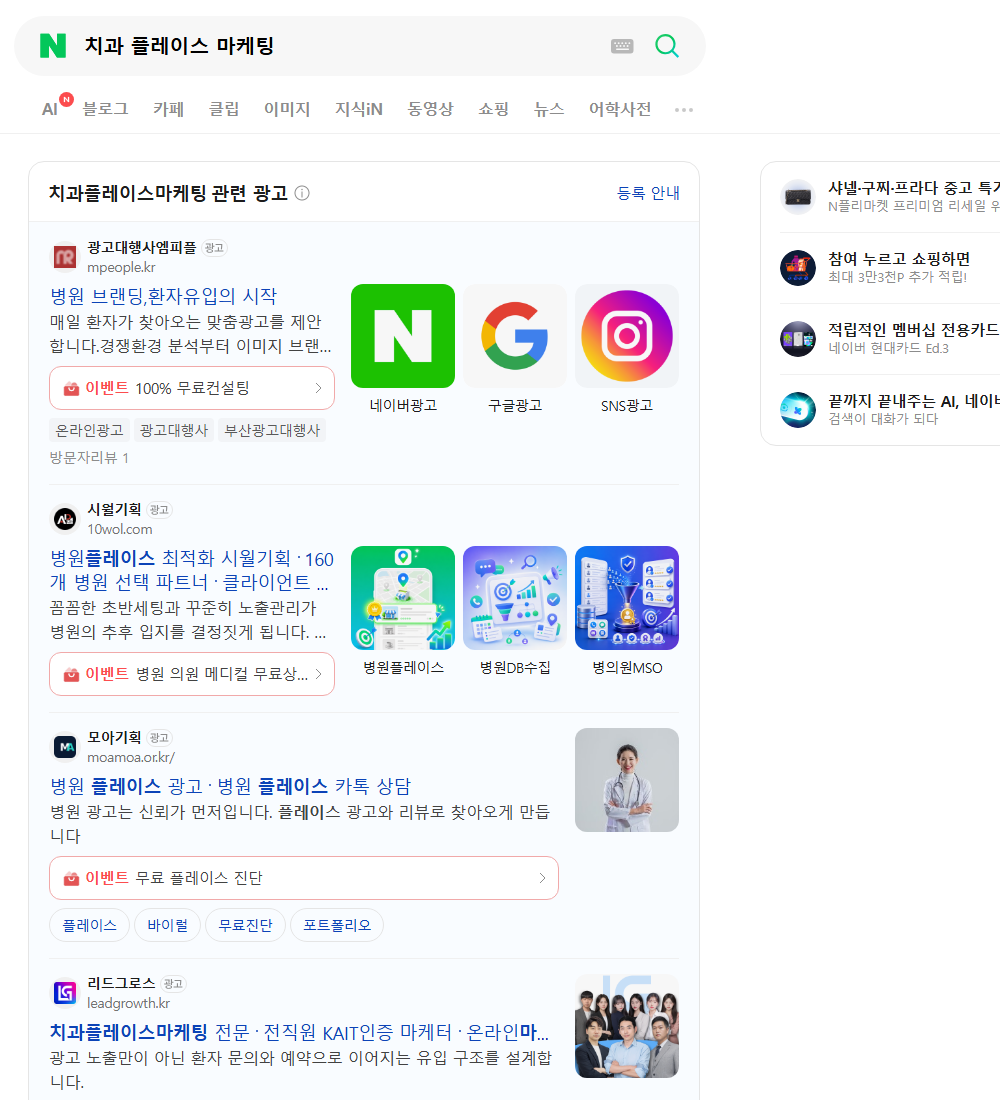 치과 플레이스 마케팅
AI N 블로그 카페 클립 이미지 지식iN 동영상 쇼핑 뉴스 어학사전
치과플레이스마케팅 관련 광고 등록 안내
광고대행사엠피플 광고
mpeople.kr
병원 브랜딩,환자유입의 시작
매일 환자가 찾아오는 맞춤광고를 제안
합니다.경쟁환경 분석부터 이미지 브랜...
이벤트 100% 무료컨설팅
네이버광고 구글광고 SNS광고
온라인광고 광고대행사 부산광고대행사
방문자리뷰 1
시월기획 광고
10wol.com
병원플레이스 최적화 시월기획 · 160
개 병원 선택 파트너 · 클라이언트 ...
꼼꼼한 초반세팅과 꾸준히 노출관리가
병원의 추후 입지를 결정짓게 됩니다. ...
이벤트 병원 의원 메디컬 무료상...
병원플레이스 병원DB수집 병의원MSO
모아기획 광고
moamoa.or.kr/
병원 플레이스 광고 · 병원 플레이스 카톡 상담
병원 광고는 신뢰가 먼저입니다. 플레이스 광고와 리뷰로 찾아오게 만듭
니다
이벤트 무료 플레이스 진단
플레이스 바이럴 무료진단 포트폴리오
리드그로스 광고
leadgrowth.kr
치과플레이스마케팅 전문 · 전직원 KAIT인증 마케터 · 온라인마...
광고 노출만이 아닌 환자 문의와 예약으로 이어지는 유입 구조를 설계합
니다.
샤넬·구찌·프라다 중고 특가
N플리마켓 프리미엄 리세일 위
참여 누르고 쇼핑하면
최대 3만3천P 추가 적립!
적립적인 멤버십 전용카드
네이버 현대카드 Ed.3
끝까지 끝내주는 AI, 네이버
검색이 대화가 되다